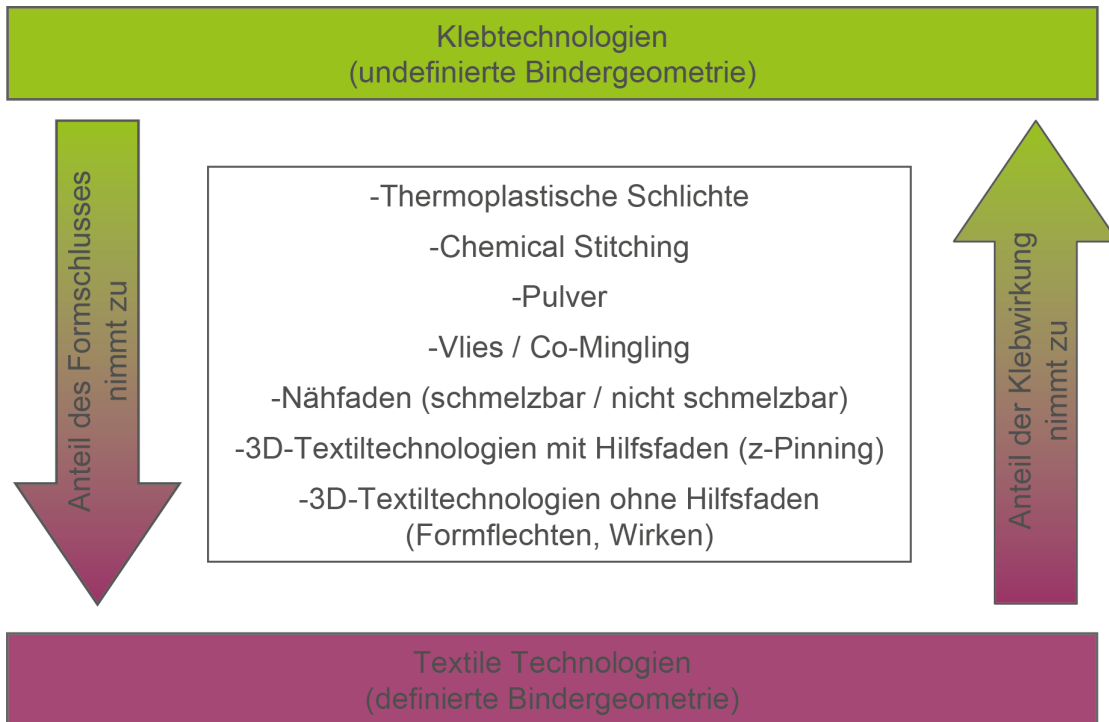 Klebtechnologien
(undefinierte Bindergeometrie)
Anteil des Formschlusses
nimmt zu
-Thermoplastische Schlichte
-Chemical Stitching
-Pulver
-Vlies / Co-Mingling
-Nähfaden (schmelzbar / nicht schmelzbar)
-3D-Textiltechnologien mit Hilfsfaden (z-Pinning)
-3D-Textiltechnologien ohne Hilfsfaden
(Formflechten, Wirken)
Anteil der Klebwirkung
nimmt zu
Textile Technologien
(definierte Bindergeometrie)